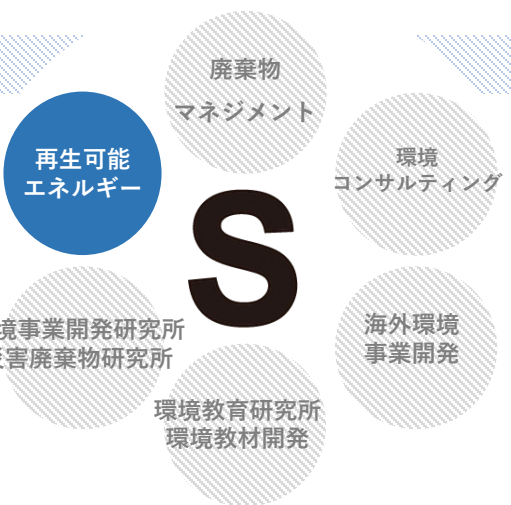 廃棄物
マネジメント
再生可能
エネルギー
環境
コンサルティング
S
境事業開発研究所
災害廃棄物研究所
海外環境
事業開発
環境教育研究所
環境教材開発